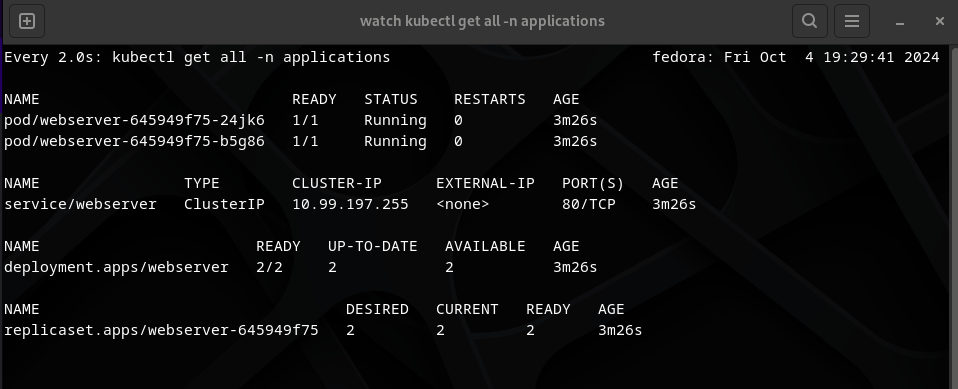 watch kubectl get all -n applications
Every 2.0s: kubectl get all -n applications fedora: Fri Oct  4 19:29:41 2024
NAME READY STATUS RESTARTS AGE
pod/webserver-645949f75-24jk6 1/1 Running 0 3m26s
pod/webserver-645949f75-b5g86 1/1 Running 0 3m26s
NAME TYPE CLUSTER-IP EXTERNAL-IP PORT(S) AGE
service/webserver ClusterIP 10.99.197.255 <none> 80/TCP 3m26s
NAME READY UP-TO-DATE AVAILABLE AGE
deployment.apps/webserver 2/2 2 2 3m26s
NAME DESIRED CURRENT READY AGE
replicaset.apps/webserver-645949f75 2 2 2 3m26s